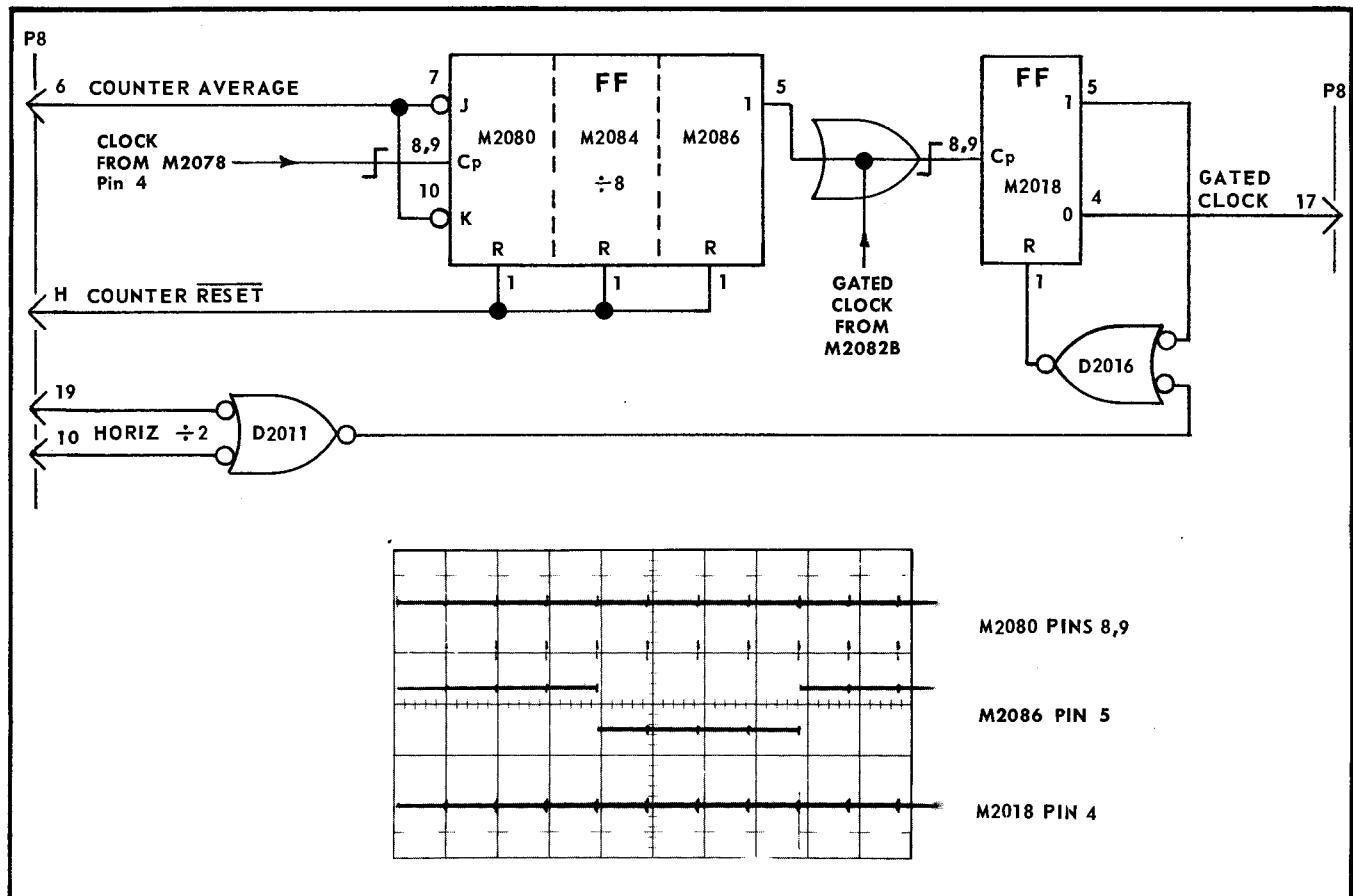 P8
6 COUNTER AVERAGE
CLOCK
FROM M2078
Pin 4
7
J
8,9
Cp
10
K
M2080
FF
M2084
÷8
M2086
1
5
R
R
R
1
1
1
H COUNTER RESET
GATED
CLOCK
FROM
M2082B
8,9
FF
Cp
M2018
1
5
0
4
R
1
GATED
CLOCK
17
P8
D2016
19
10 HORIZ ÷2
D2011
M2080 PINS 8,9
M2086 PIN 5
M2018 PIN 4